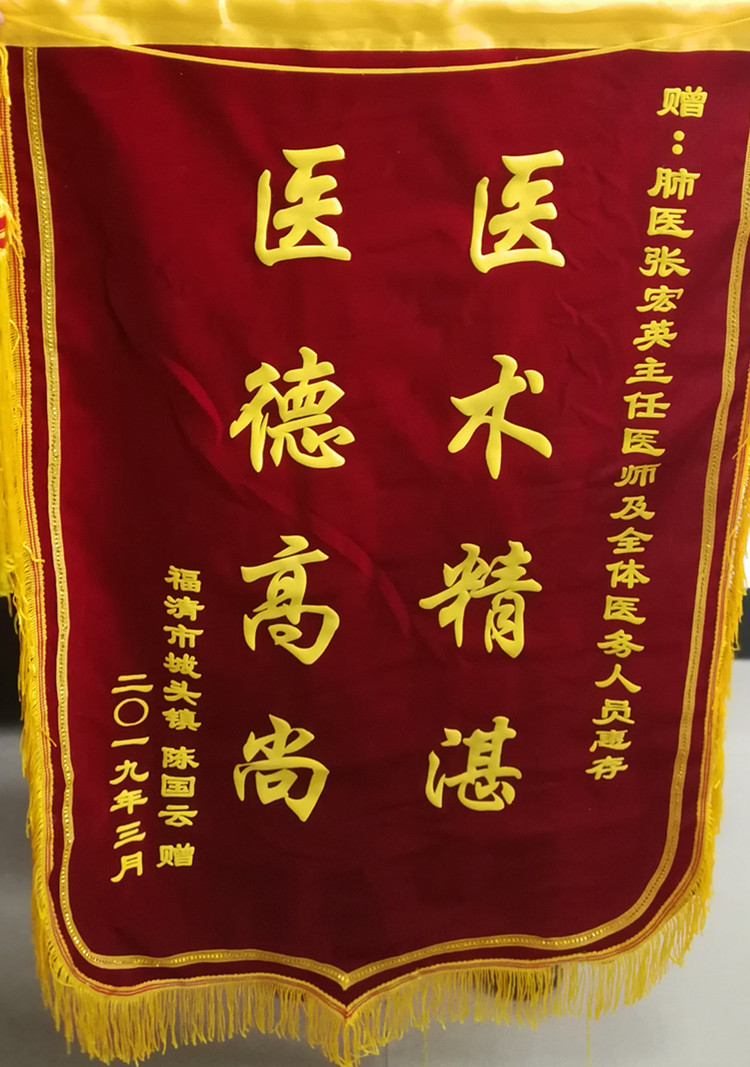 赠：肺医张宏英主任医师及全体医务人员惠存
医术精湛
医德高尚
福清市城头镇 陈国云 赠
二〇一九年三月